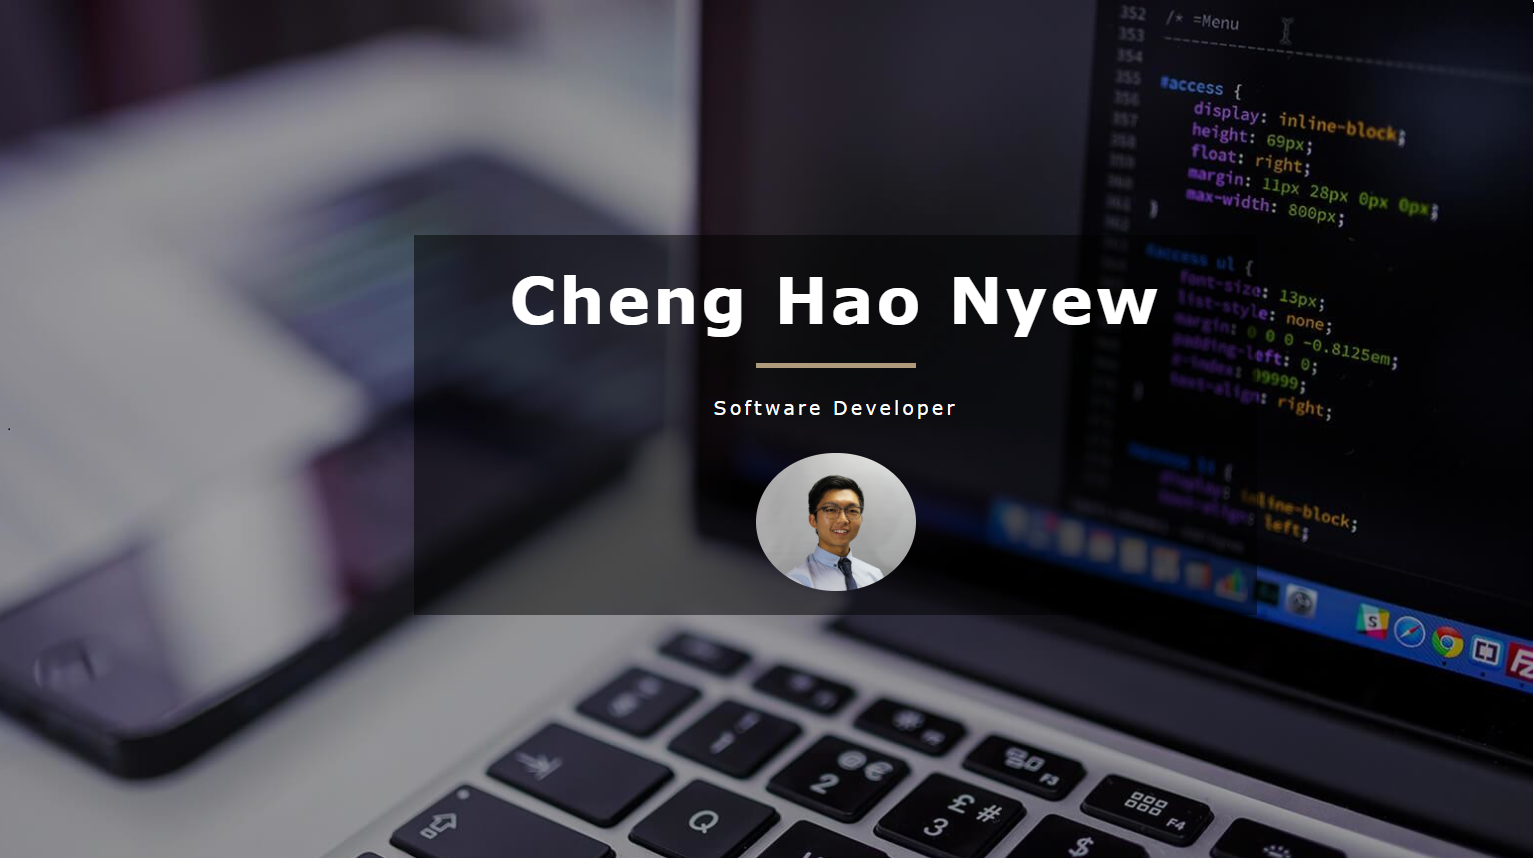 Cheng Hao Nyew
Software Developer
352 /* =Menu
353
354
355 #access {
356 display: inline-block;
357 height: 69px;
358 float: right;
359 margin: 11px 28px 0px 0px;
360 max-width: 800px;
361 }
362
#access ul {
font-size: 13px;
list-style: none;
margin: 0 0 0 -0.8125em;
padding-left: 0;
z-index: 99999;
text-align: right;
}
display: inline-block;
text-align: left;
S
Fz
F3
F4
@ €
2
£ #
3
$
Q